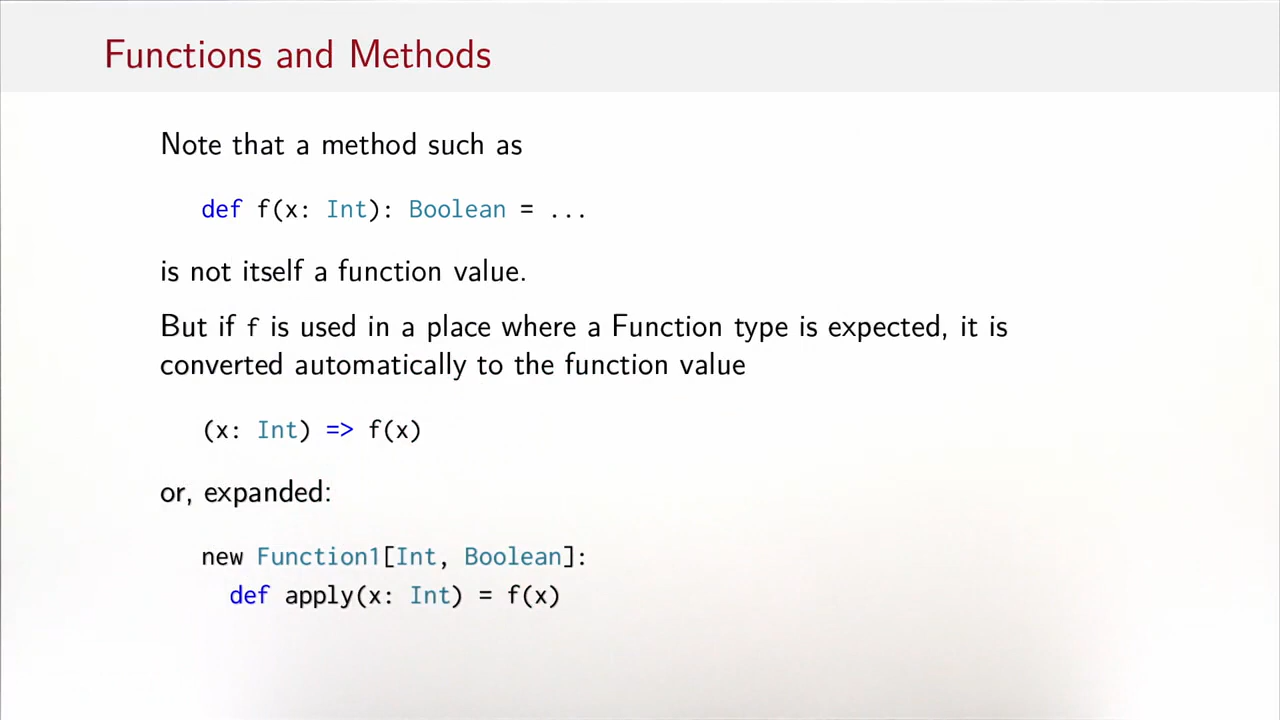 Functions and Methods
Note that a method such as
def f(x: Int): Boolean = ...
is not itself a function value.
But if f is used in a place where a Function type is expected, it is
converted automatically to the function value
(x: Int) => f(x)
or, expanded:
new Function1[Int, Boolean]:
def apply(x: Int) = f(x)